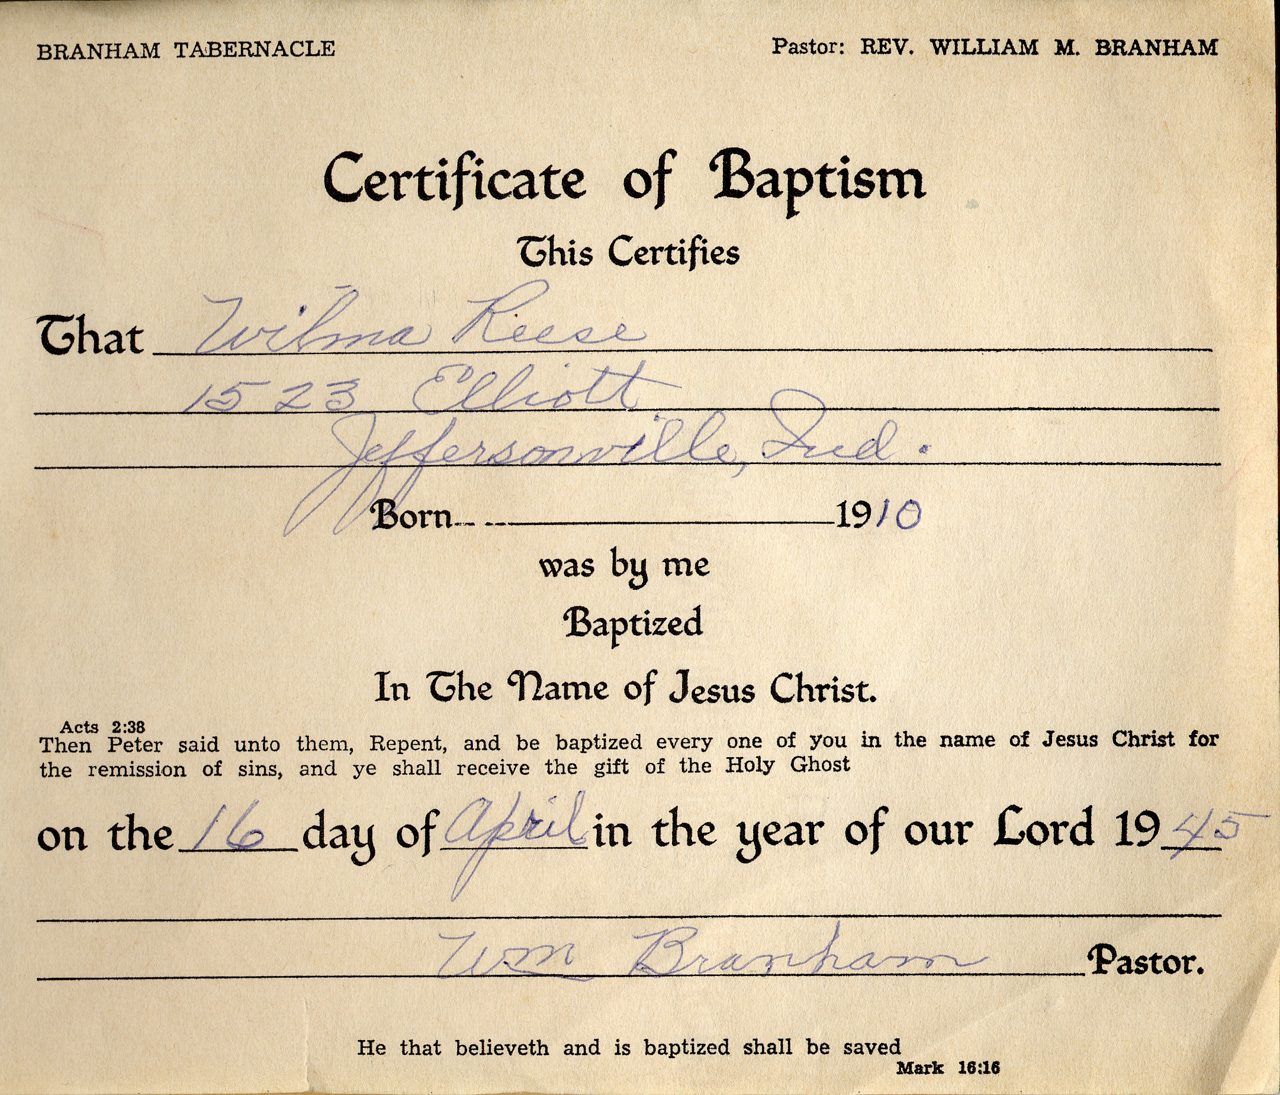 BRANHAM TABERNACLE
Pastor: REV. WILLIAM M. BRANHAM
Certificate of Baptism
This Certifies
That Wilma Reese
1523 Elliott
Jeffersonville, Ind.
Born 1910
was by me
Baptized
In The Name of Jesus Christ.
Acts 2:38
Then Peter said unto them, Repent, and be baptized every one of you in the name of Jesus Christ for
the remission of sins, and ye shall receive the gift of the Holy Ghost
on the 16 day of April in the year of our Lord 1945
Wm Branham Pastor.
He that believeth and is baptized shall be saved
Mark 16:16